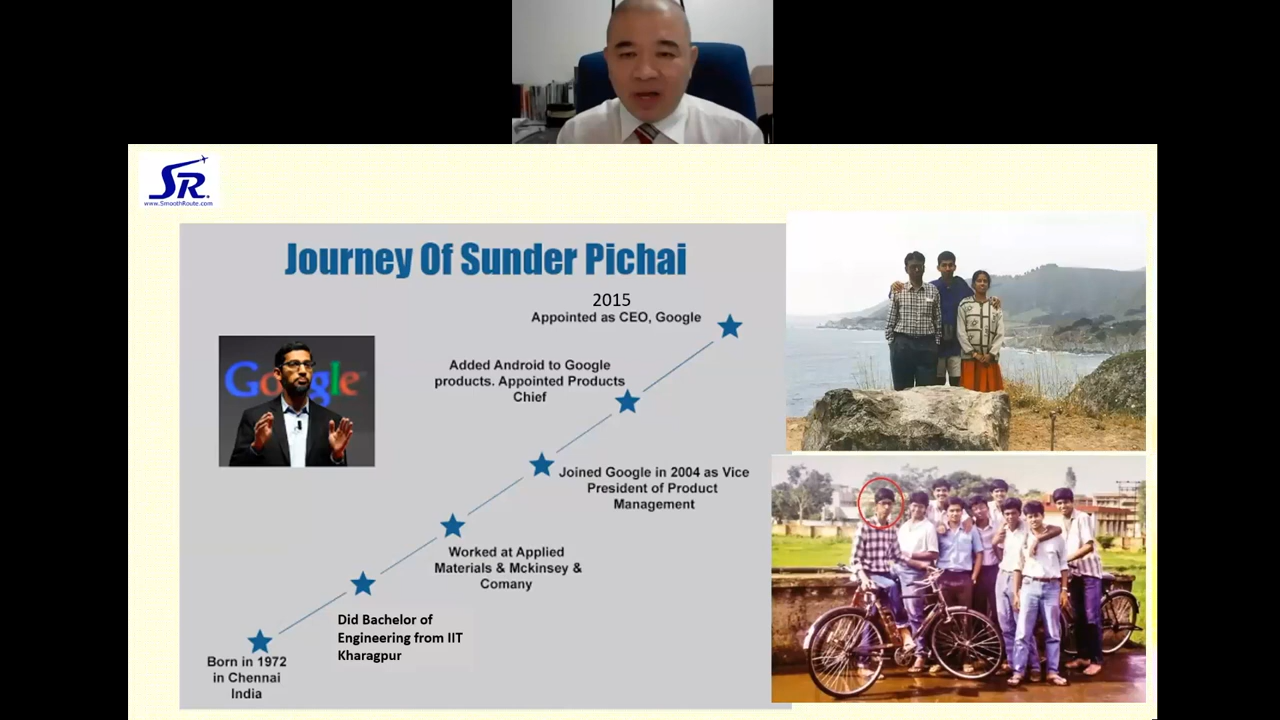 SR.
www.SmoothRoute.com
Journey Of Sunder Pichai
2015
Appointed as CEO, Google
Google
Added Android to Google
products. Appointed Products
Chief
Joined Google in 2004 as Vice
President of Product
Management
Worked at Applied
Materials & Mckinsey &
Comany
Did Bachelor of
Engineering from IIT
Kharagpur
Born in 1972
in Chennai
India